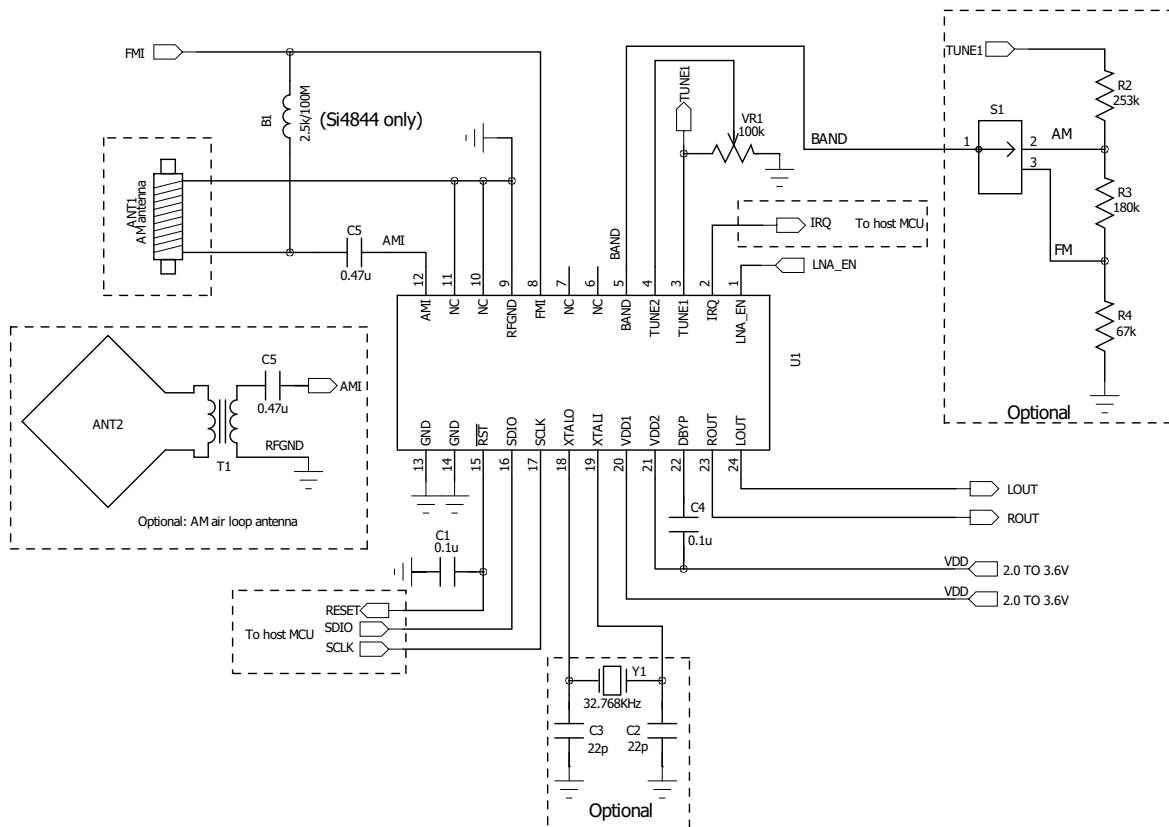 FMI
B1
2.5k/100M
(Si4844 only)
ANT1
AM antenna
C5
0.47u
AMI
TUNE1
VR1
100k
BAND
BAND
IRQ
To host MCU
LNA_EN
TUNE1
R2
253k
S1
1
2
3
AM
R3
180k
FM
R4
67k
Optional
12
11
10
9
8
7
6
5
4
3
2
1
AMI
NC
NC
RFGND
FMI
NC
NC
BAND
TUNE2
TUNE1
IRQ
LNA_EN
U1
GND
GND
RST
SDIO
SCLK
XTALO
XTALI
VDD1
VDD2
DBYP
ROUT
LOUT
13
14
15
16
17
18
19
20
21
22
23
24
ANT2
T1
C5
0.47u
AMI
RFGND
Optional: AM air loop antenna
C1
0.1u
C4
0.1u
LOUT
ROUT
VDD
2.0 TO 3.6V
VDD
2.0 TO 3.6V
To host MCU
RESET
SDIO
SCLK
Y1
32.768KHz
C3
22p
C2
22p
Optional